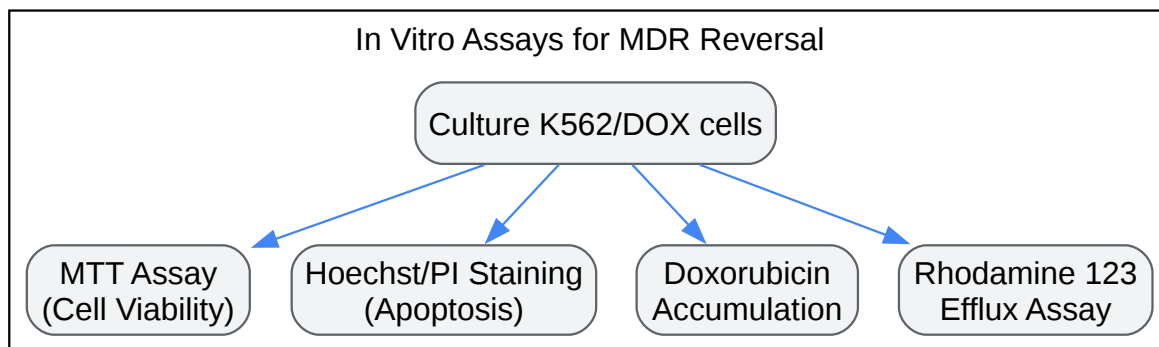 In Vitro Assays for MDR Reversal
Culture K562/DOX cells
MTT Assay
(Cell Viability)
Hoechst/PI Staining
(Apoptosis)
Doxorubicin
Accumulation
Rhodamine 123
Efflux Assay